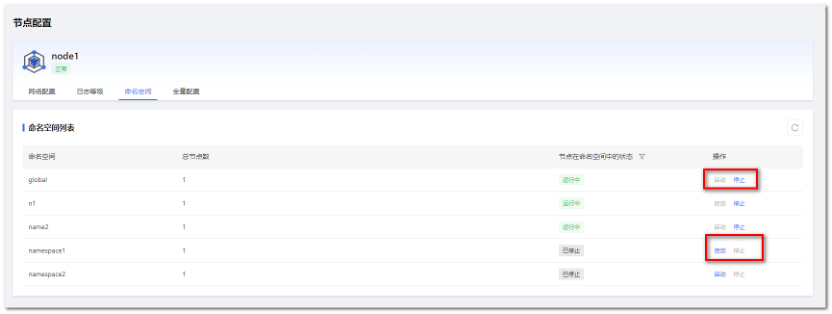 节点配置
node1
正常
网络配置 日志等级 命名空间 全量配置
命名空间列表
命名空间 总节点数 节点在命名空间中的状态 操作
global 1 运行中 启动 停止
n1 1 运行中 启动 停止
name2 1 运行中 启动 停止
namespace1 1 已停止 启动 停止
namespace2 1 已停止 启动 停止